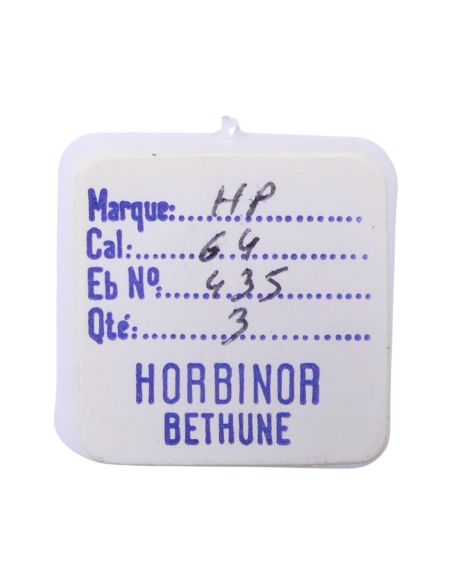 Marque: HP
Cal: 64
Eb Nº. 435
Qté: 3
HORBINOR
BETHUNE